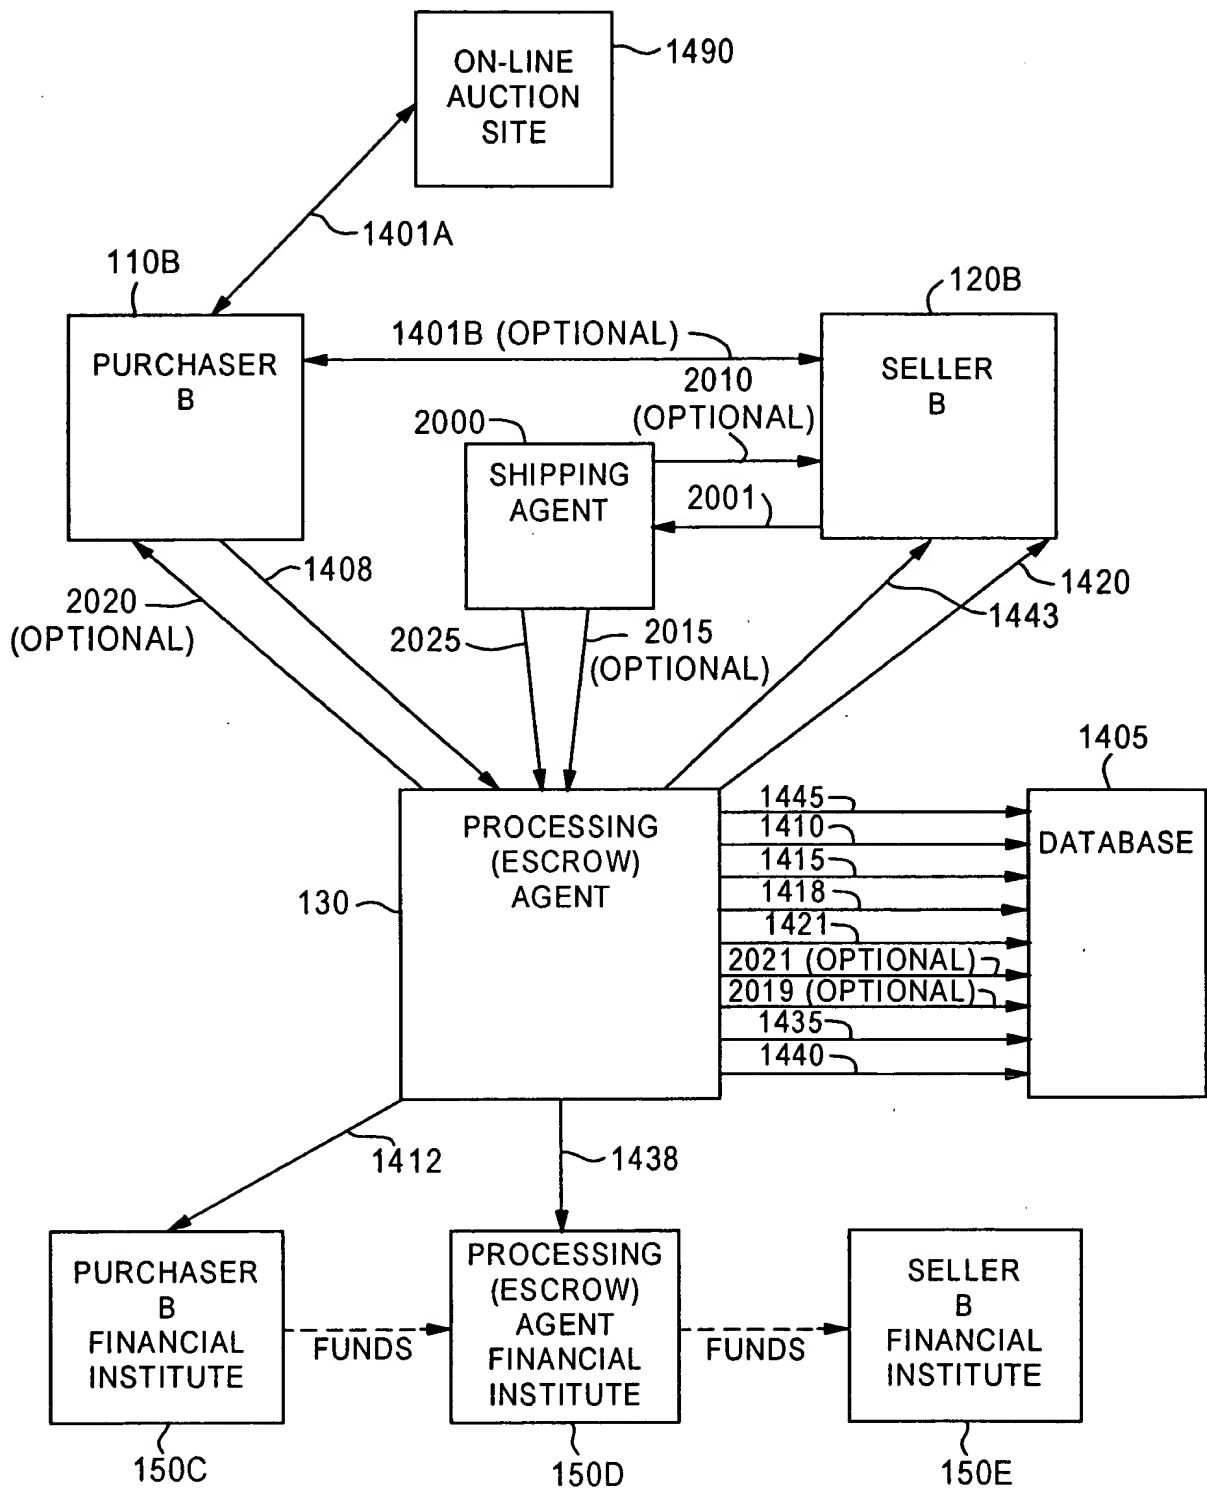 ON-LINE
AUCTION
SITE
1490
1401A
110B
120B
PURCHASER
B
1401B (OPTIONAL)
SELLER
B
2010
(OPTIONAL)
2000
SHIPPING
AGENT
2001
1408
2020
(OPTIONAL)
2025
2015
(OPTIONAL)
1443
1420
1405
PROCESSING
(ESCROW)
AGENT
130
1445
1410
1415
1418
1421
2021 (OPTIONAL)
2019 (OPTIONAL)
1435
1440
DATABASE
1412
1438
PURCHASER
B
FINANCIAL
INSTITUTE
FUNDS
PROCESSING
(ESCROW)
AGENT
FINANCIAL
INSTITUTE
FUNDS
SELLER
B
FINANCIAL
INSTITUTE
150C
150D
150E